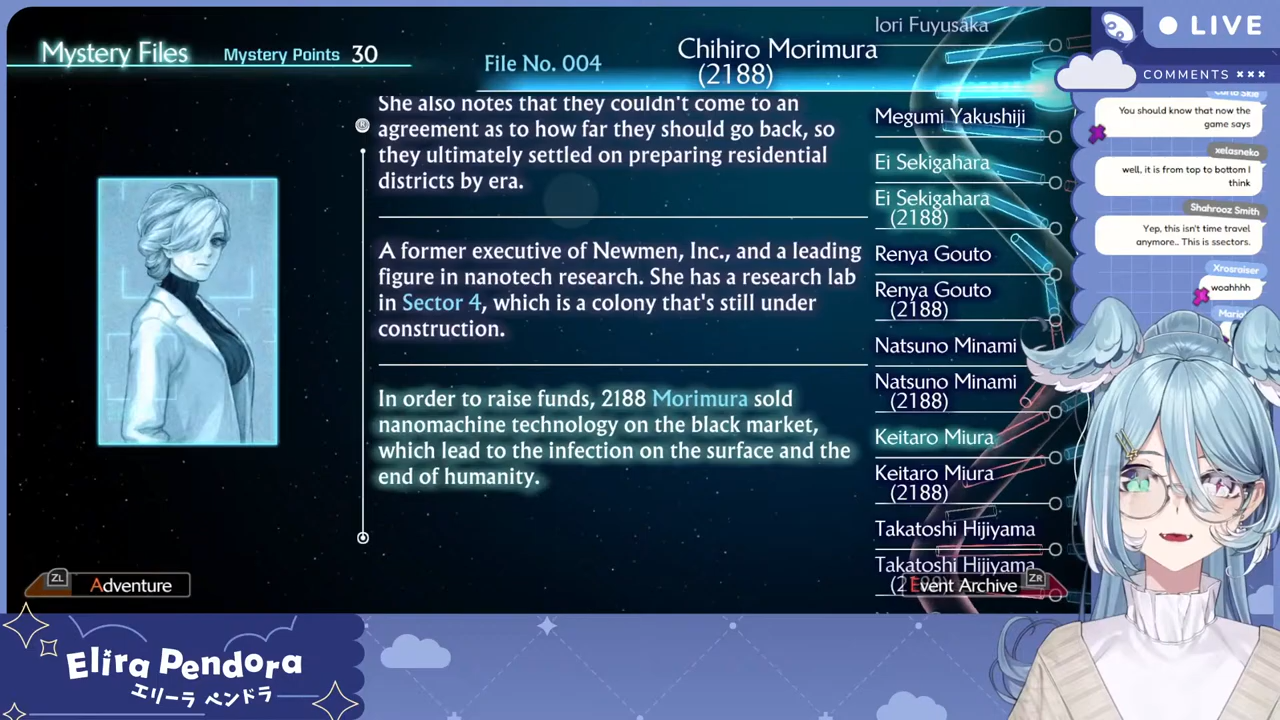 Mystery Files
Mystery Points 30
File No. 004
Chihiro Morimura
(2188)
She also notes that they couldn't come to an
agreement as to how far they should go back, so
they ultimately settled on preparing residential
districts by era.
A former executive of Newmen, Inc., and a leading
figure in nanotech research. She has a research lab
in Sector 4, which is a colony that's still under
construction.
In order to raise funds, 2188 Morimura sold
nanomachine technology on the black market,
which lead to the infection on the surface and the
end of humanity.
Iori Fuyusaka
Megumi Yakushiji
Ei Sekigahara
Ei Sekigahara
(2188)
Renya Gouto
Renya Gouto
(2188)
Natsuno Minami
Natsuno Minami
(2188)
Keitaro Miura
Keitaro Miura
(2188)
Takatoshi Hijiyama
Takatoshi Hijiyama
ZL
Adventure
Event Archive
ZR
LIVE
COMMENTS
You should know that now the
game says
xelasneko
well, it is from top to bottom I
think
Shahrooz Smith
Yep, this isn't time travel
anymore.. This is ssectors.
Xrosraiser
woahhhh
Elira Pendora
エリーラ ペンドラ